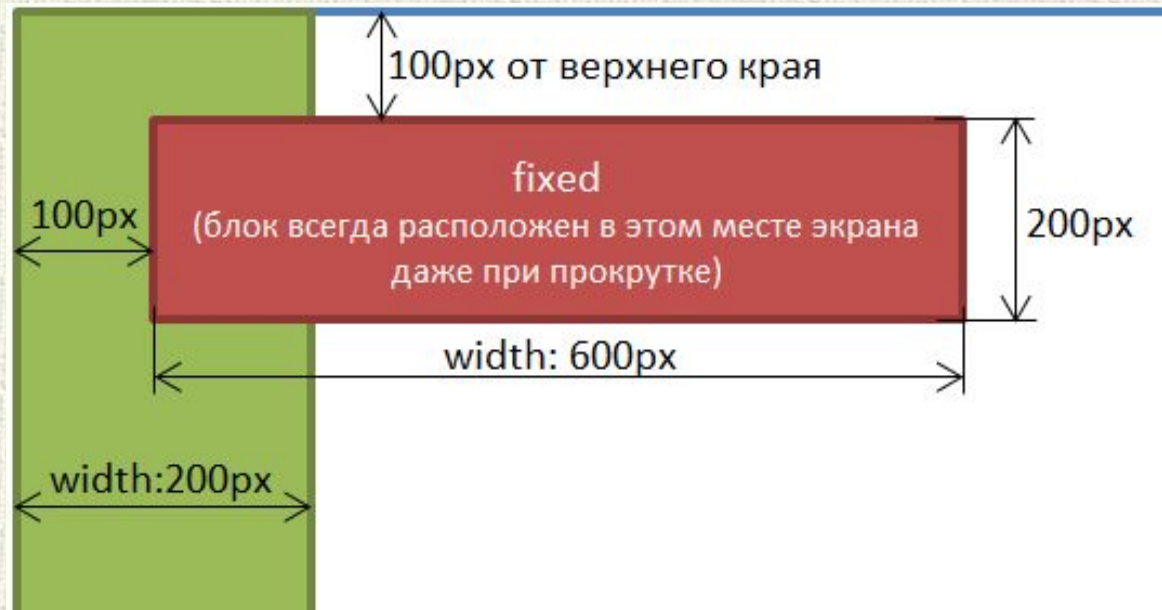 100px от верхнего края
fixed
(блок всегда расположен в этом месте экрана
даже при прокрутке)
100px
200px
width: 600px
width:200px